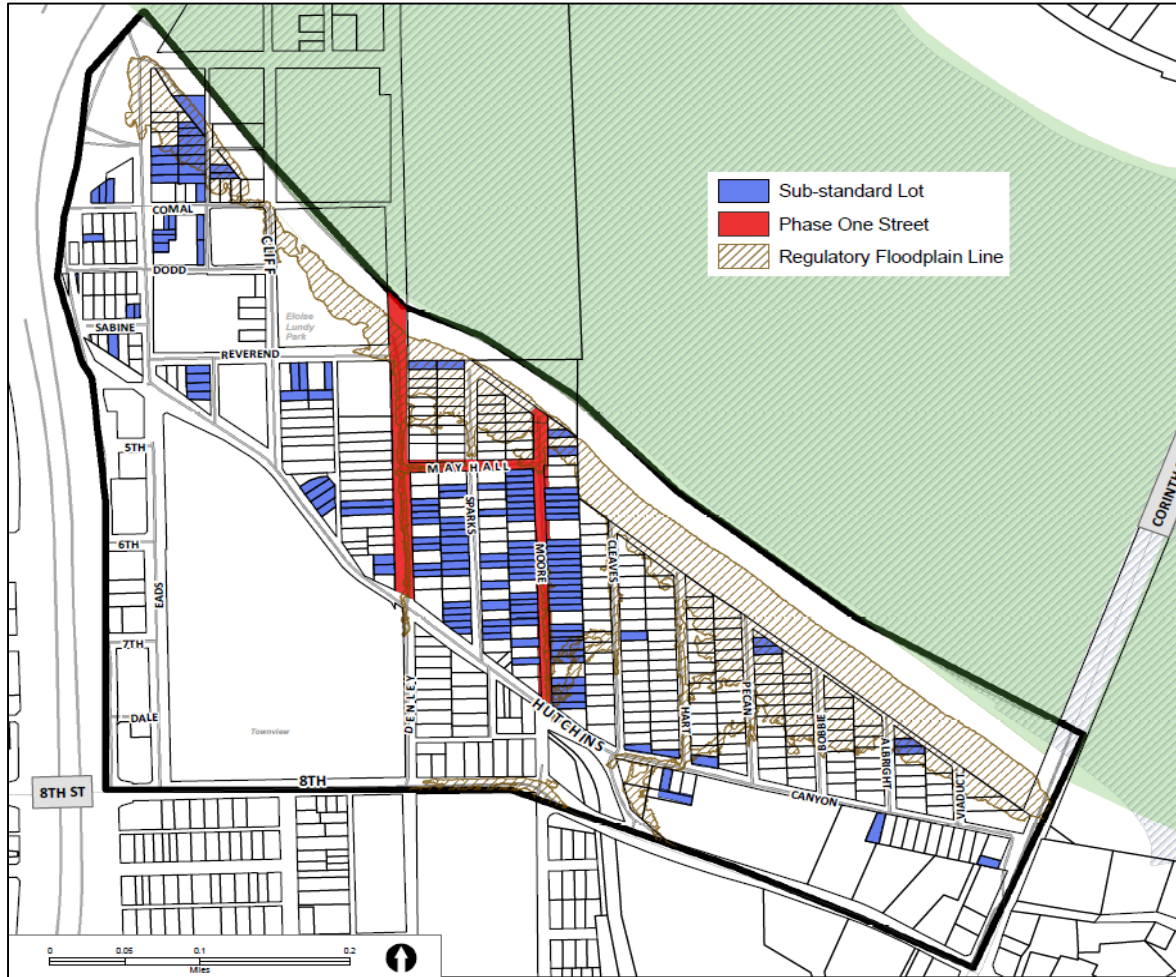 Sub-standard Lot
Phase One Street
Regulatory Floodplain Line
COMAL
CLIFF
DODD
SABINE
Eloise
Lundy
Park
REVEREND
5TH
MAY HALL
SPARKS
CORINTH
6TH
EADS
MOORE
CLEAVES
7TH
DALE
DENLEY
HUTCHINS
HART
PECAN
BOBBIE
ALBRIGHT
VIADUCT
Townview
8TH
8TH ST
CANYON
0 0.05 0.1 0.2
Miles